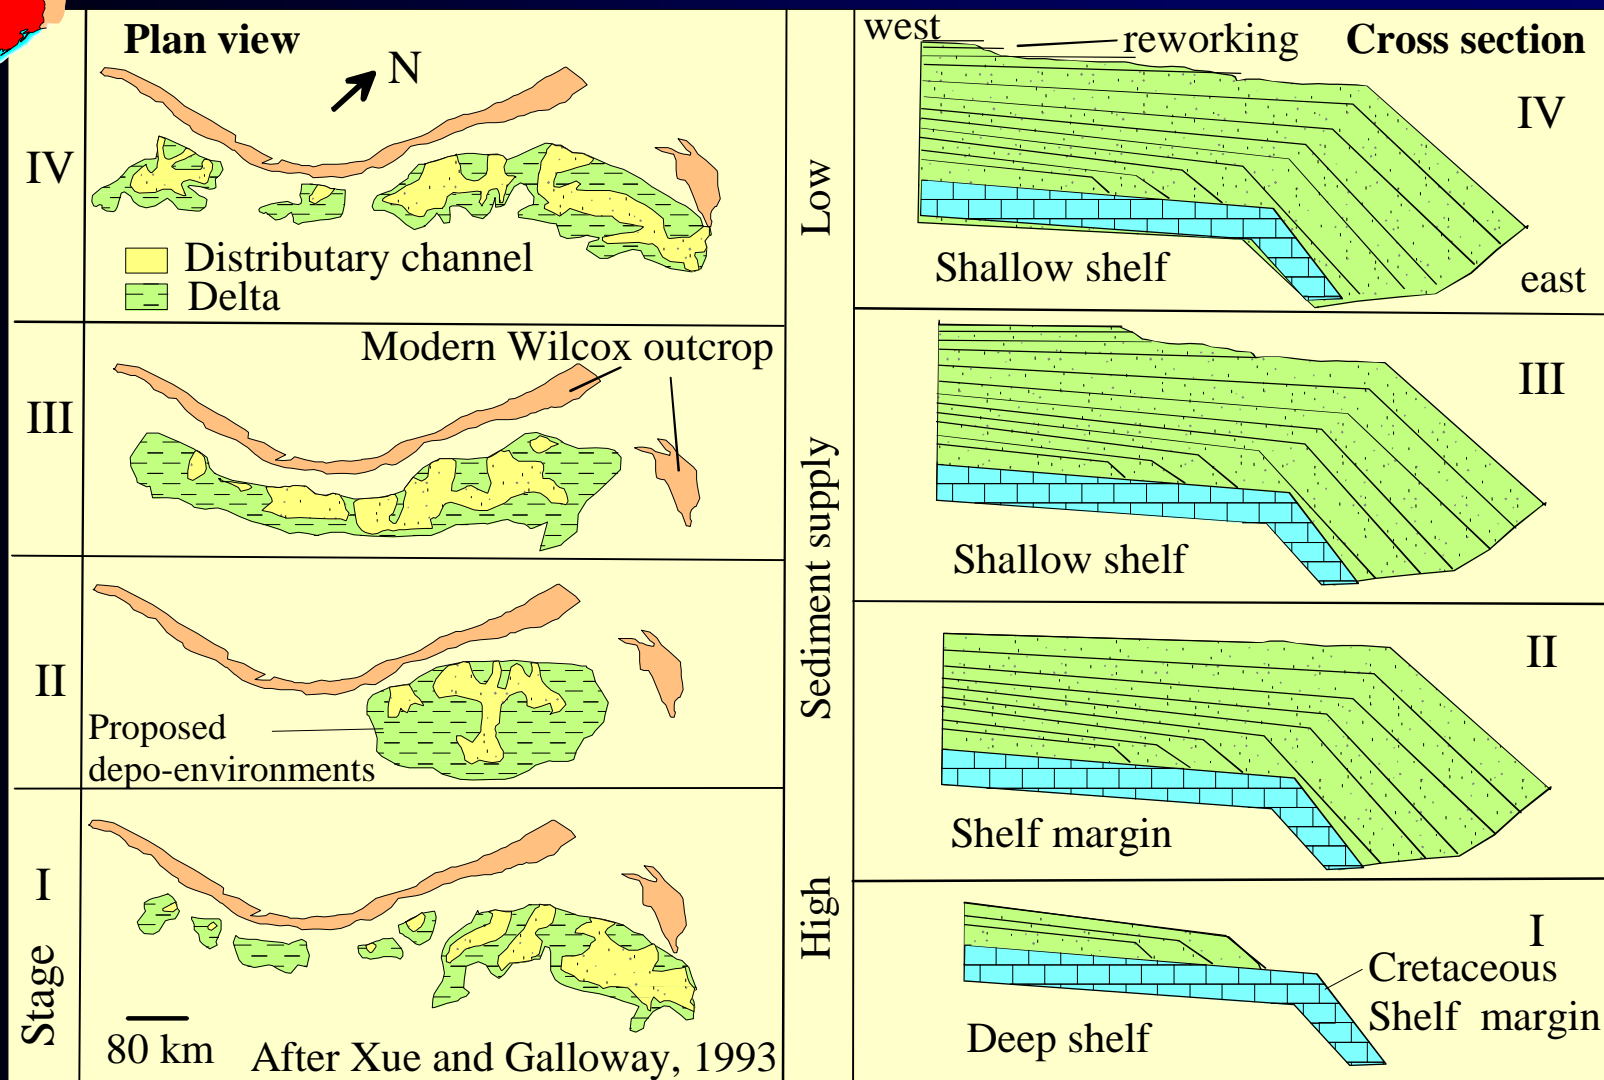 Plan view
N
IV
Distributary channel
Delta
Modern Wilcox outcrop
III
II
Proposed
depo-environments
I
Stage
80 km
After Xue and Galloway, 1993
Low
Sediment supply
High
west
reworking
Cross section
IV
Shallow shelf
east
III
Shallow shelf
II
Shelf margin
I
Cretaceous
Shelf margin
Deep shelf